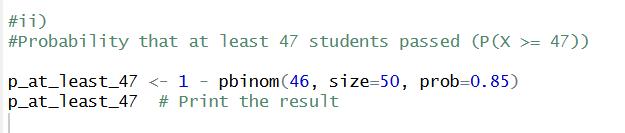 #ii)
#Probability that at least 47 students passed (P(X >= 47))
p_at_least_47 <- 1 - pbinom(46, size=50, prob=0.85)
p_at_least_47  # Print the result